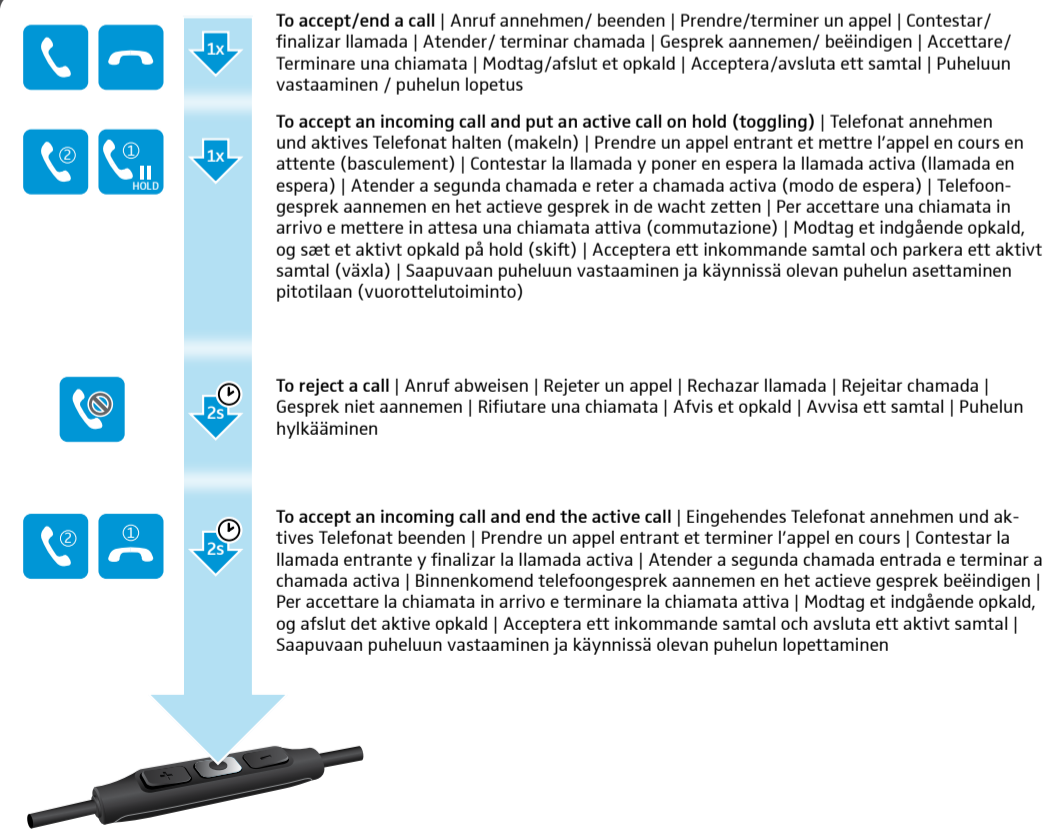 To accept/end a call | Anruf annehmen/ beenden | Prendre/terminer un appel | Contestar/
1x
finalizar llamada | Atender/ terminar chamada | Gesprek aannemen/ beëindigen | Accettare/
Terminare una chiamata | Modtag/afslut et opkald | Acceptera/avsluta ett samtal | Puheluun
vastaaminen / puhelun lopetus
To accept an incoming call and put an active call on hold (toggling) | Telefonat annehmen
② ① HOLD
1x
und aktives Telefonat halten (makeln) | Prendre un appel entrant et mettre l’appel en cours en
attente (basculement) | Contestar la llamada y poner en espera la llamada activa (llamada en
espera) | Atender a segunda chamada e reter a chamada activa (modo de espera) | Telefoon-
gesprek aannemen en het actieve gesprek in de wacht zetten | Per accettare una chiamata in
arrivo e mettere in attesa una chiamata attiva (commutazione) | Modtag et indgående opkald,
og sæt et aktivt opkald på hold (skift) | Acceptera ett inkommande samtal och parkera ett aktivt
samtal (växla) | Saapuvaan puheluun vastaaminen ja käynnissä olevan puhelun asettaminen
pitotilaan (vuorottelutoiminto)
To reject a call | Anruf abweisen | Rejeter un appel | Rechazar llamada | Rejeitar chamada |
2s
Gesprek niet aannemen | Rifiutare una chiamata | Afvis et opkald | Avvisa ett samtal | Puhelun
hylkääminen
To accept an incoming call and end the active call | Eingehendes Telefonat annehmen und ak-
② ①
2s
tives Telefonat beenden | Prendre un appel entrant et terminer l’appel en cours | Contestar la
llamada entrante y finalizar la llamada activa | Atender a segunda chamada entrada e terminar a
chamada activa | Binnenkomend telefoongesprek aannemen en het actieve gesprek beëindigen |
Per accettare la chiamata in arrivo e terminare la chiamata attiva | Modtag et indgående opkald,
og afslut det aktive opkald | Acceptera ett inkommande samtal och avsluta ett aktivt samtal |
Saapuvaan puheluun vastaaminen ja käynnissä olevan puhelun lopettaminen
+ −